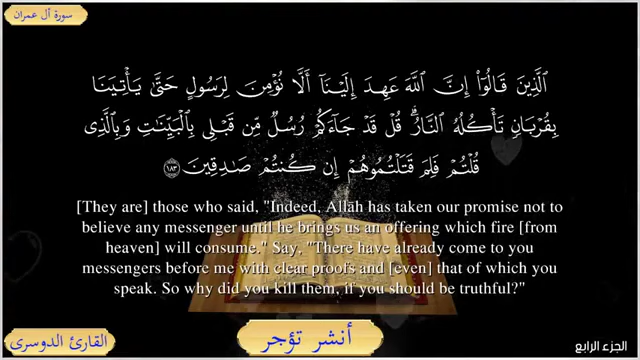 سورة آل عمران
ٱلَّذِينَ قَالُوٓا۟ إِنَّ ٱللَّهَ عَهِدَ إِلَيْنَآ أَلَّا نُؤْمِنَ لِرَسُولٍ حَتَّىٰ يَأْتِيَنَا
بِقُرْبَانٍ تَأْكُلُهُ ٱلنَّارُ ۗ قُلْ قَدْ جَآءَكُمْ رُسُلٌ مِّن قَبْلِى بِٱلْبَيِّنَٰتِ وَبِٱلَّذِى
قُلْتُمْ فَلِمَ قَتَلْتُمُوهُمْ إِن كُنتُمْ صَٰدِقِينَ ١٨٣
[They are] those who said, "Indeed, Allāh has taken our promise not to
believe any messenger until he brings us an offering which fire [from
heaven] will consume." Say, "There have already come to you
messengers before me with clear proofs and [even] that of which you
speak. So why did you kill them, if you should be truthful?"
القارئ الدوسرى
أنشر تؤجر
الجزء الرابع